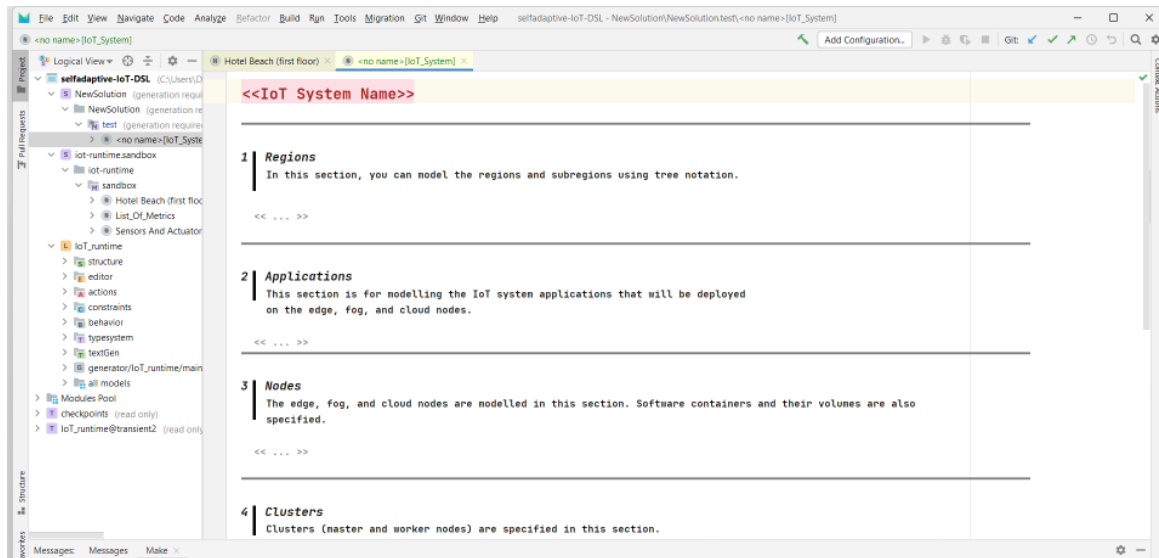 File Edit View Navigate Code Analyze Refactor Build Run Tools Migration Git Window Help selfadaptive-IoT-DSL - NewSolution\NewSolution.test\<no name>[IoT_System]
<no name>[IoT_System]
Add Configuration... Git:
Project
Logical View
Hotel Beach (first floor)
<no name>[IoT_System]
selfadaptive-IoT-DSL (C:\Users\D
NewSolution (generation requi
NewSolution (generation re
test (generation require
<no name>[IoT_Syste
iot-runtime.sandbox
iot-runtime
sandbox
Hotel Beach (first floo
List_Of_Metrics
Sensors And Actuator
IoT_runtime
structure
editor
actions
constraints
behavior
typesystem
textGen
generator/IoT_runtime/main
all models
Modules Pool
checkpoints (read only)
IoT_runtime@transient2 (read only
Pull Requests
Structure
<<IoT System Name>>
1 Regions
In this section, you can model the regions and subregions using tree notation.
<< ... >>
2 Applications
This section is for modelling the IoT system applications that will be deployed
on the edge, fog, and cloud nodes.
<< ... >>
3 Nodes
The edge, fog, and cloud nodes are modelled in this section. Software containers and their volumes are also
specified.
<< ... >>
4 Clusters
Clusters (master and worker nodes) are specified in this section.
Messages: Messages Make